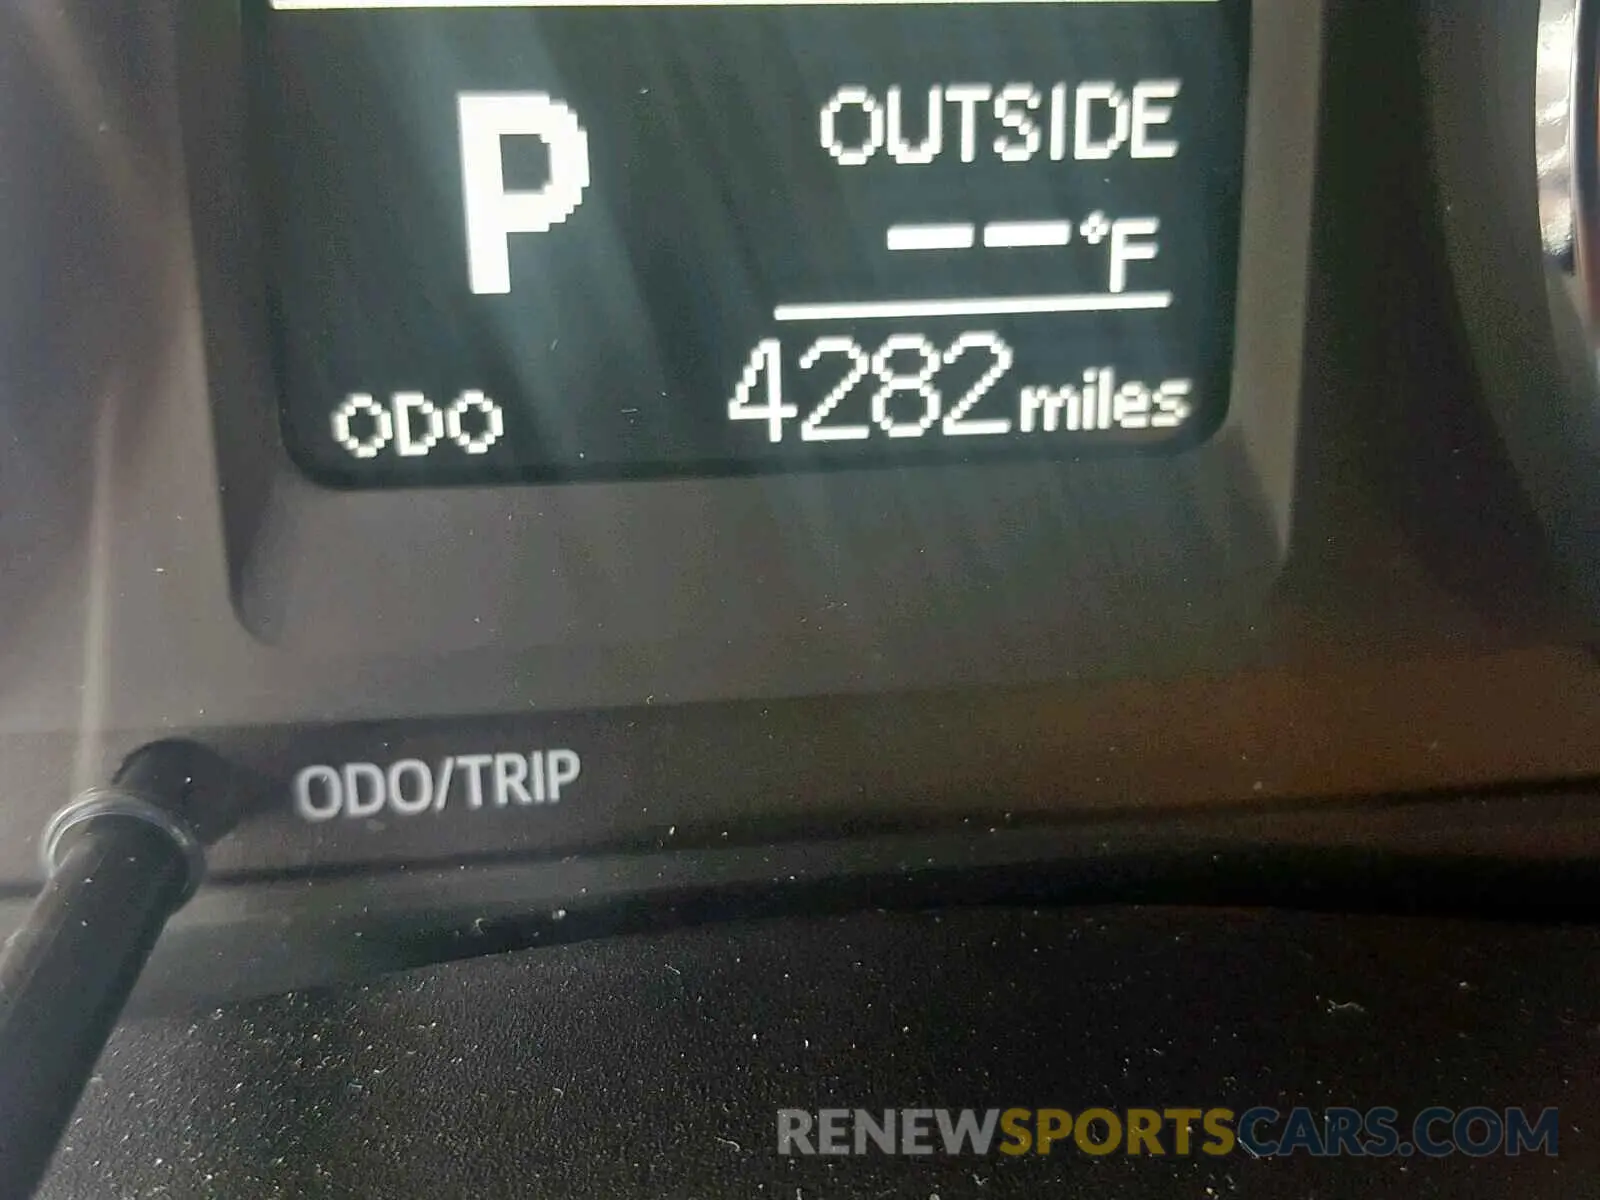 P
OUTSIDE
-- °F
ODO 4282 miles
ODO/TRIP
RENEWSPORTSCARS.COM